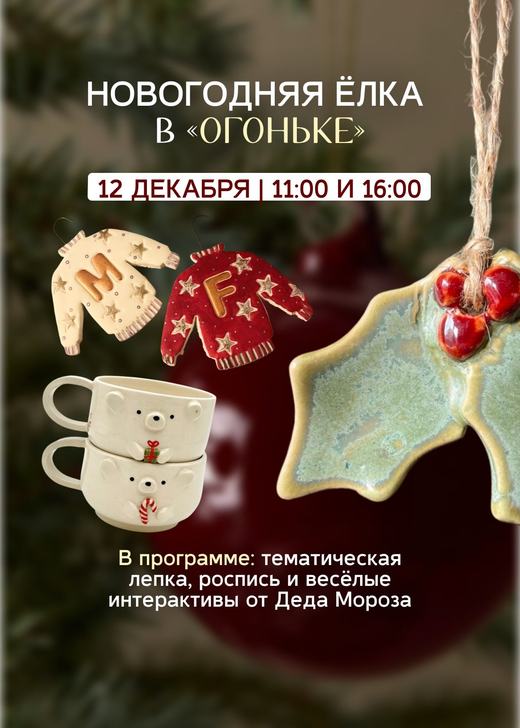 НОВОГОДНЯЯ ЁЛКА
В «ОГОНЬКЕ»
12 ДЕКАБРЯ | 11:00 И 16:00
M
F
В программе: тематическая
лепка, роспись и весёлые
интерактивы от Деда Мороза